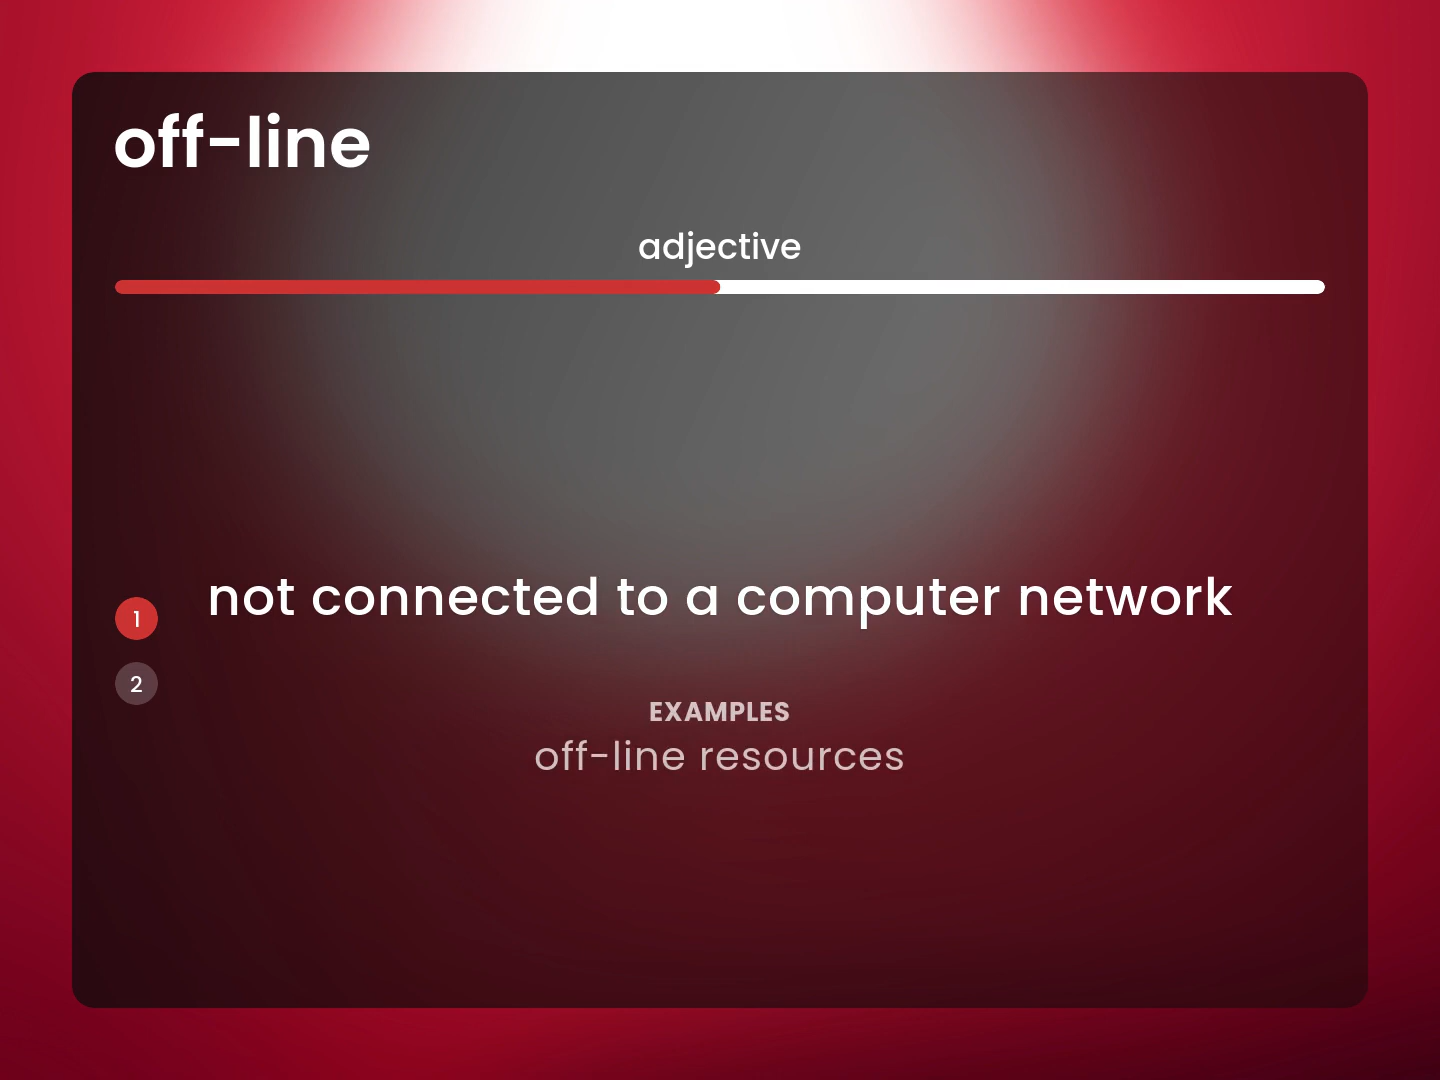 off-line
adjective
1
not connected to a computer network
2
EXAMPLES
off-line resources